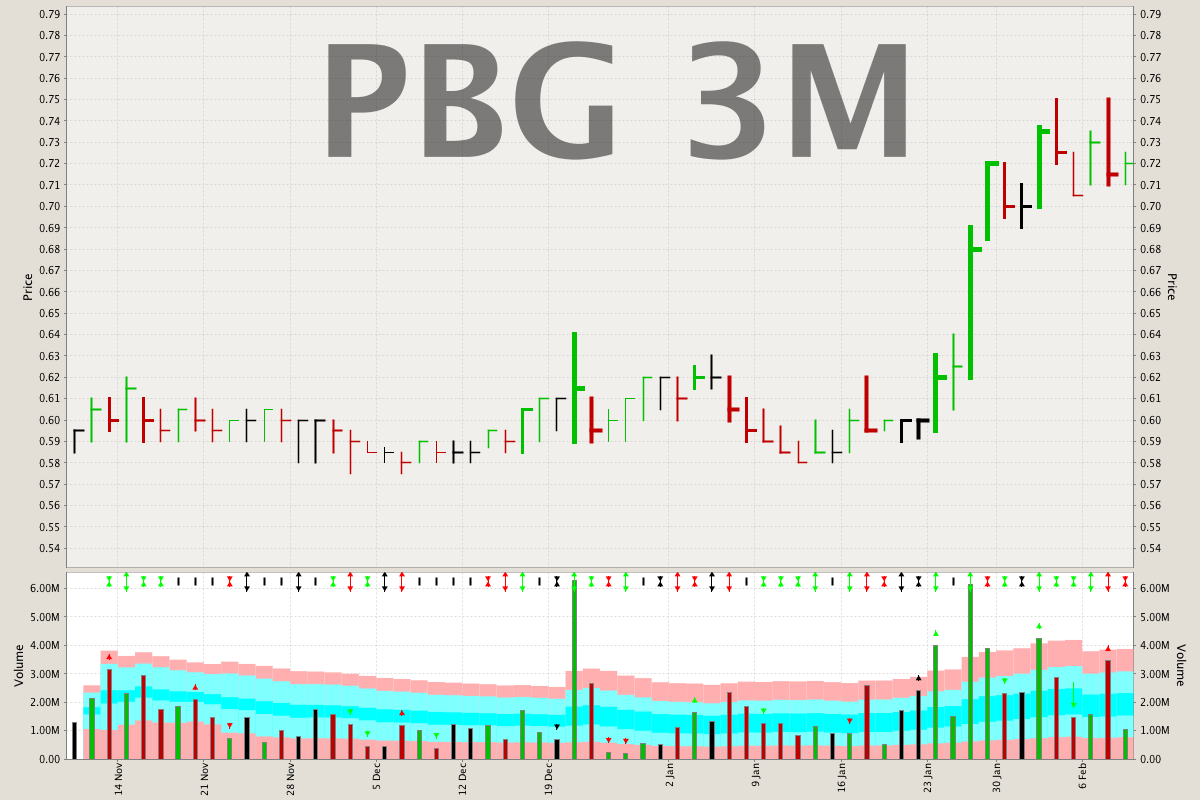 PBG 3M
0.79 0.79
0.78 0.78
0.77 0.77
0.76 0.76
0.75 0.75
0.74 0.74
0.73 0.73
0.72 0.72
0.71 0.71
0.70 0.70
0.69 0.69
0.68 0.68
0.67 0.67
0.66 0.66
0.65 0.65
0.64 0.64
0.63 0.63
0.62 0.62
0.61 0.61
0.60 0.60
0.59 0.59
0.58 0.58
0.57 0.57
0.56 0.56
0.55 0.55
0.54 0.54
Price Price
6.00M 6.00M
5.00M 5.00M
4.00M 4.00M
3.00M 3.00M
2.00M 2.00M
1.00M 1.00M
0.00 0.00
Volume Volume
14 Nov 21 Nov 28 Nov 5 Dec 12 Dec 19 Dec 2 Jan 9 Jan 16 Jan 23 Jan 30 Jan 6 Feb